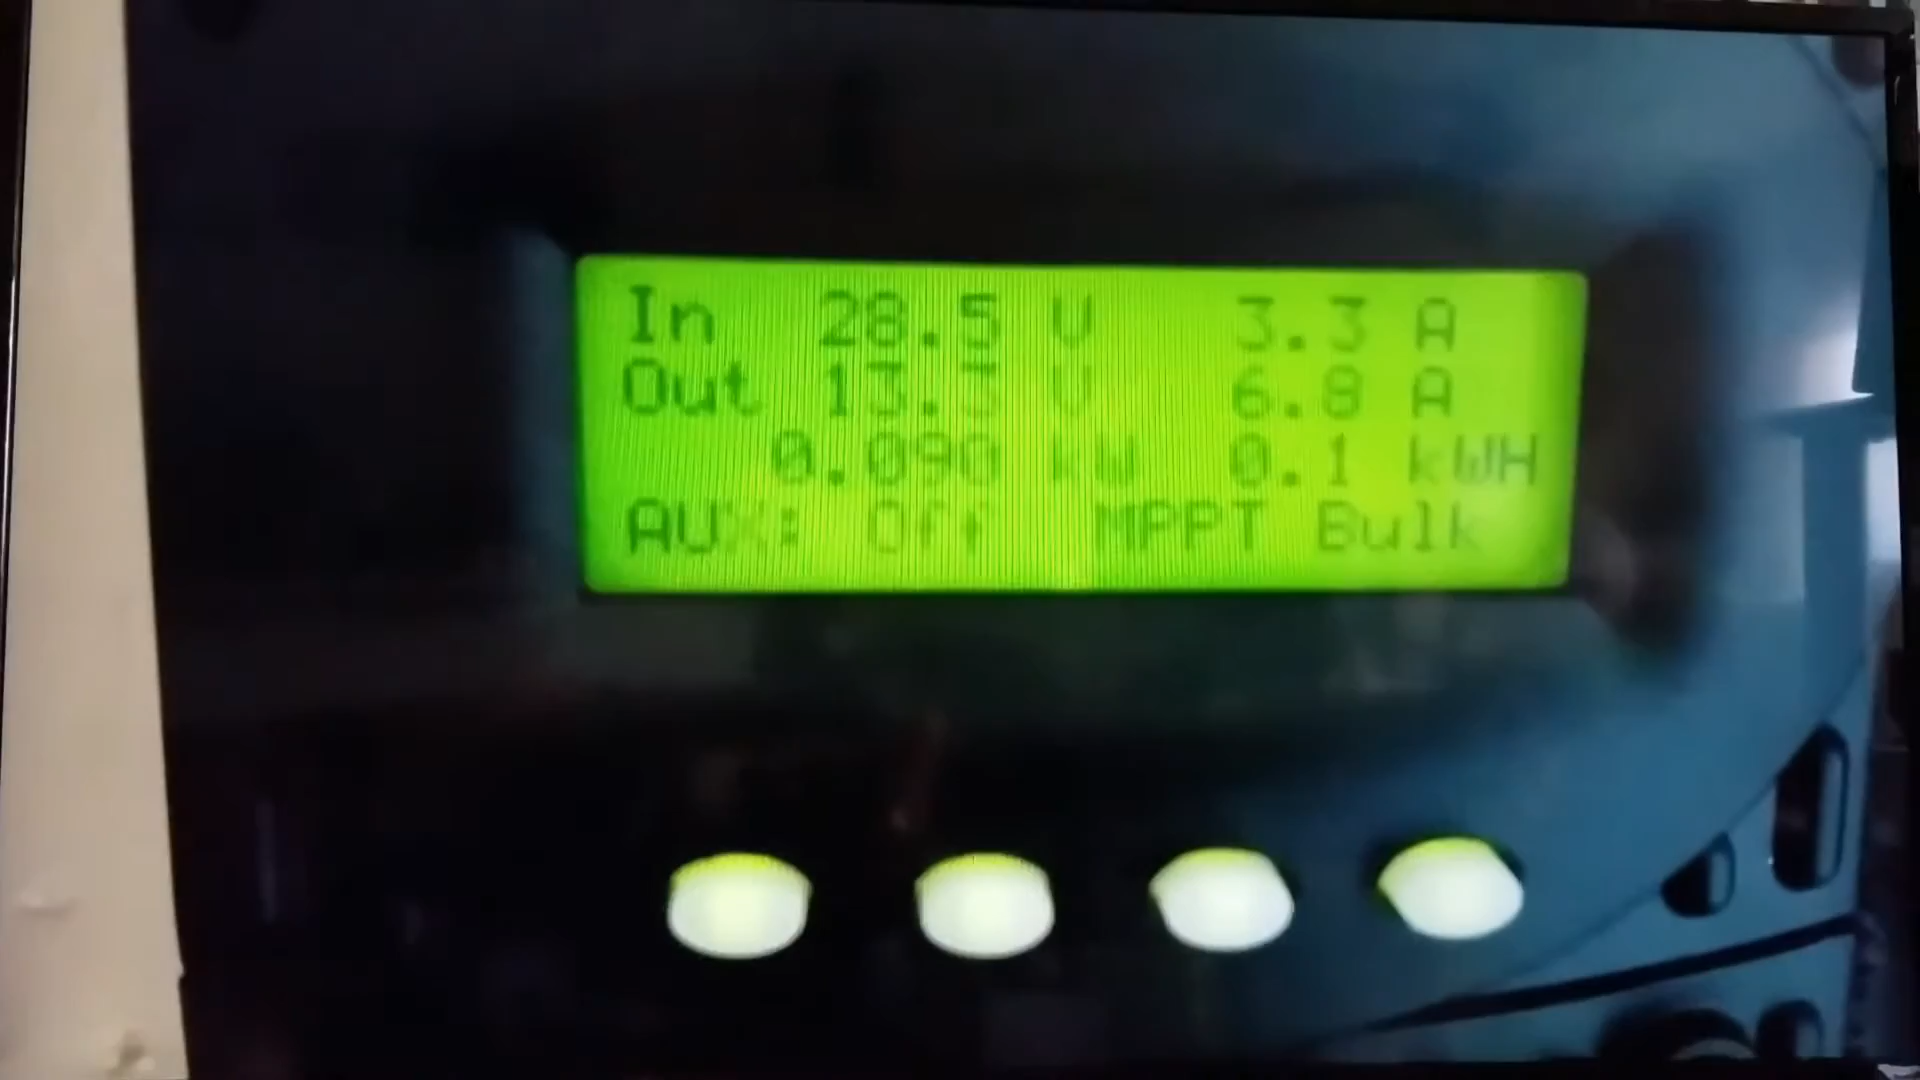 In 28.5 V 3.3 A
Out 13.3 V 6.8 A
0.090 kW 0.1 kWH
AUX: Off MPPT Bulk